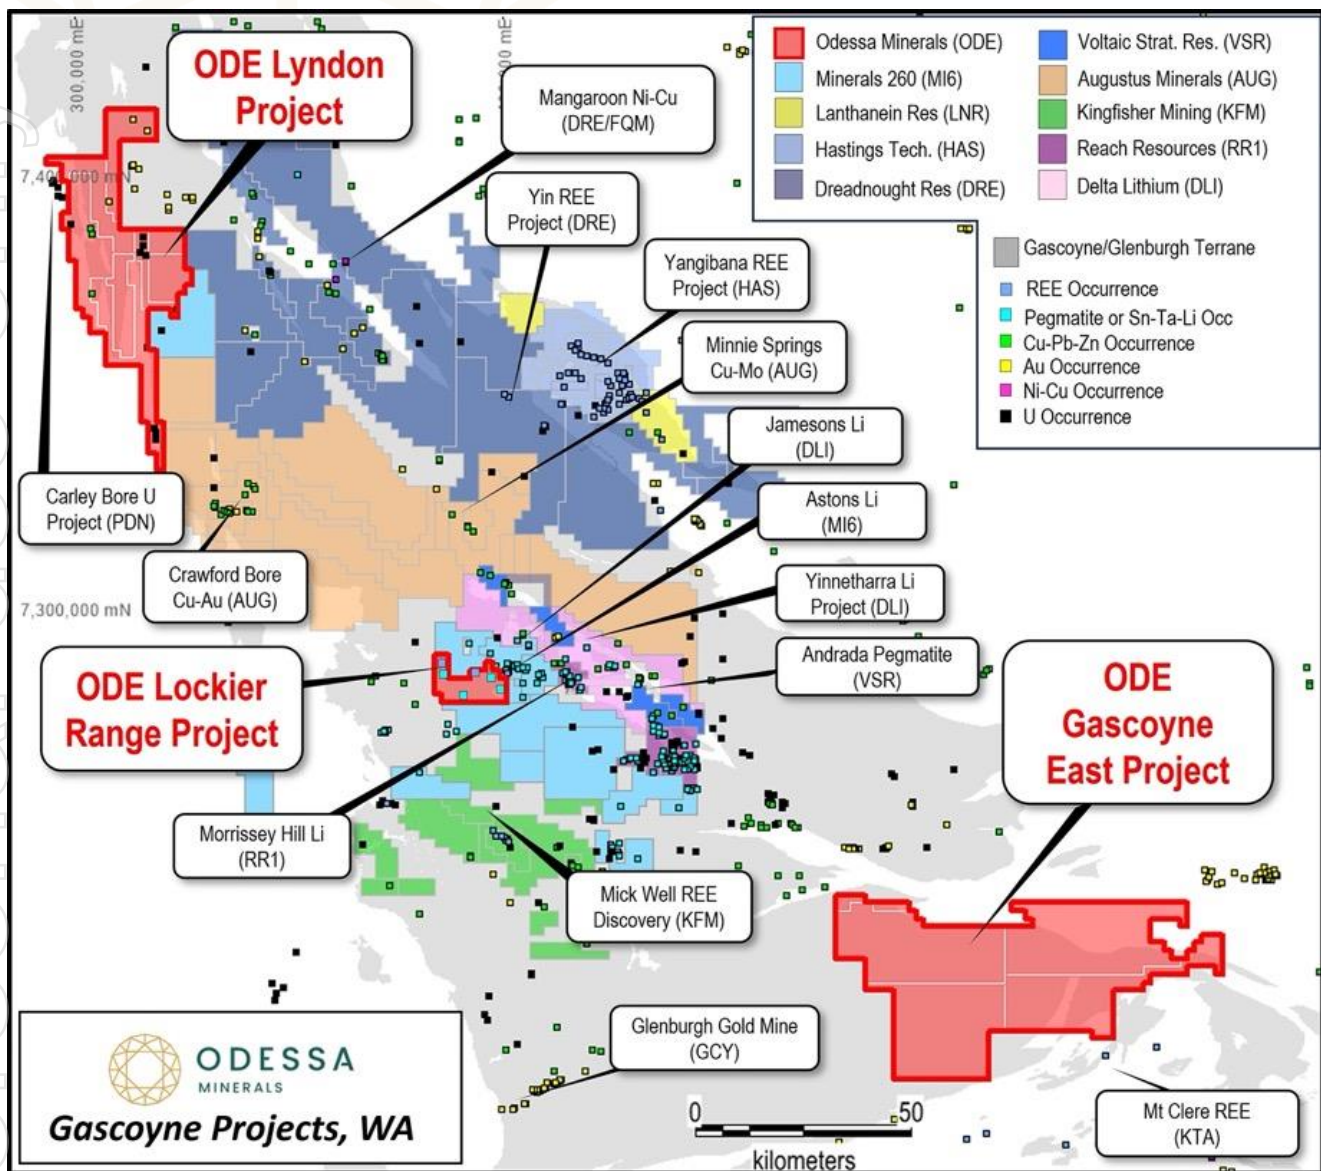 300,000 mE
00,000 mE
7,400,000 mN
7,300,000 mN
ODE Lyndon
Project
Mangaroon Ni-Cu
(DRE/FQM)
Yin REE
Project (DRE)
Yangibana REE
Project (HAS)
Minnie Springs
Cu-Mo (AUG)
Jamesons Li
(DLI)
Astons Li
(MI6)
Yinnetharra Li
Project (DLI)
Andrada Pegmatite
(VSR)
Carley Bore U
Project (PDN)
Crawford Bore
Cu-Au (AUG)
ODE Lockier
Range Project
ODE
Gascoyne
East Project
Morrissey Hill Li
(RR1)
Mick Well REE
Discovery (KFM)
Glenburgh Gold Mine
(GCY)
Mt Clere REE
(KTA)
Odessa Minerals (ODE)
Minerals 260 (MI6)
Lanthanein Res (LNR)
Hastings Tech. (HAS)
Dreadnought Res (DRE)
Voltaic Strat. Res. (VSR)
Augustus Minerals (AUG)
Kingfisher Mining (KFM)
Reach Resources (RR1)
Delta Lithium (DLI)
Gascoyne/Glenburgh Terrane
REE Occurrence
Pegmatite or Sn-Ta-Li Occ
Cu-Pb-Zn Occurrence
Au Occurrence
Ni-Cu Occurrence
U Occurrence
ODESSA
MINERALS
Gascoyne Projects, WA
0 50
kilometers